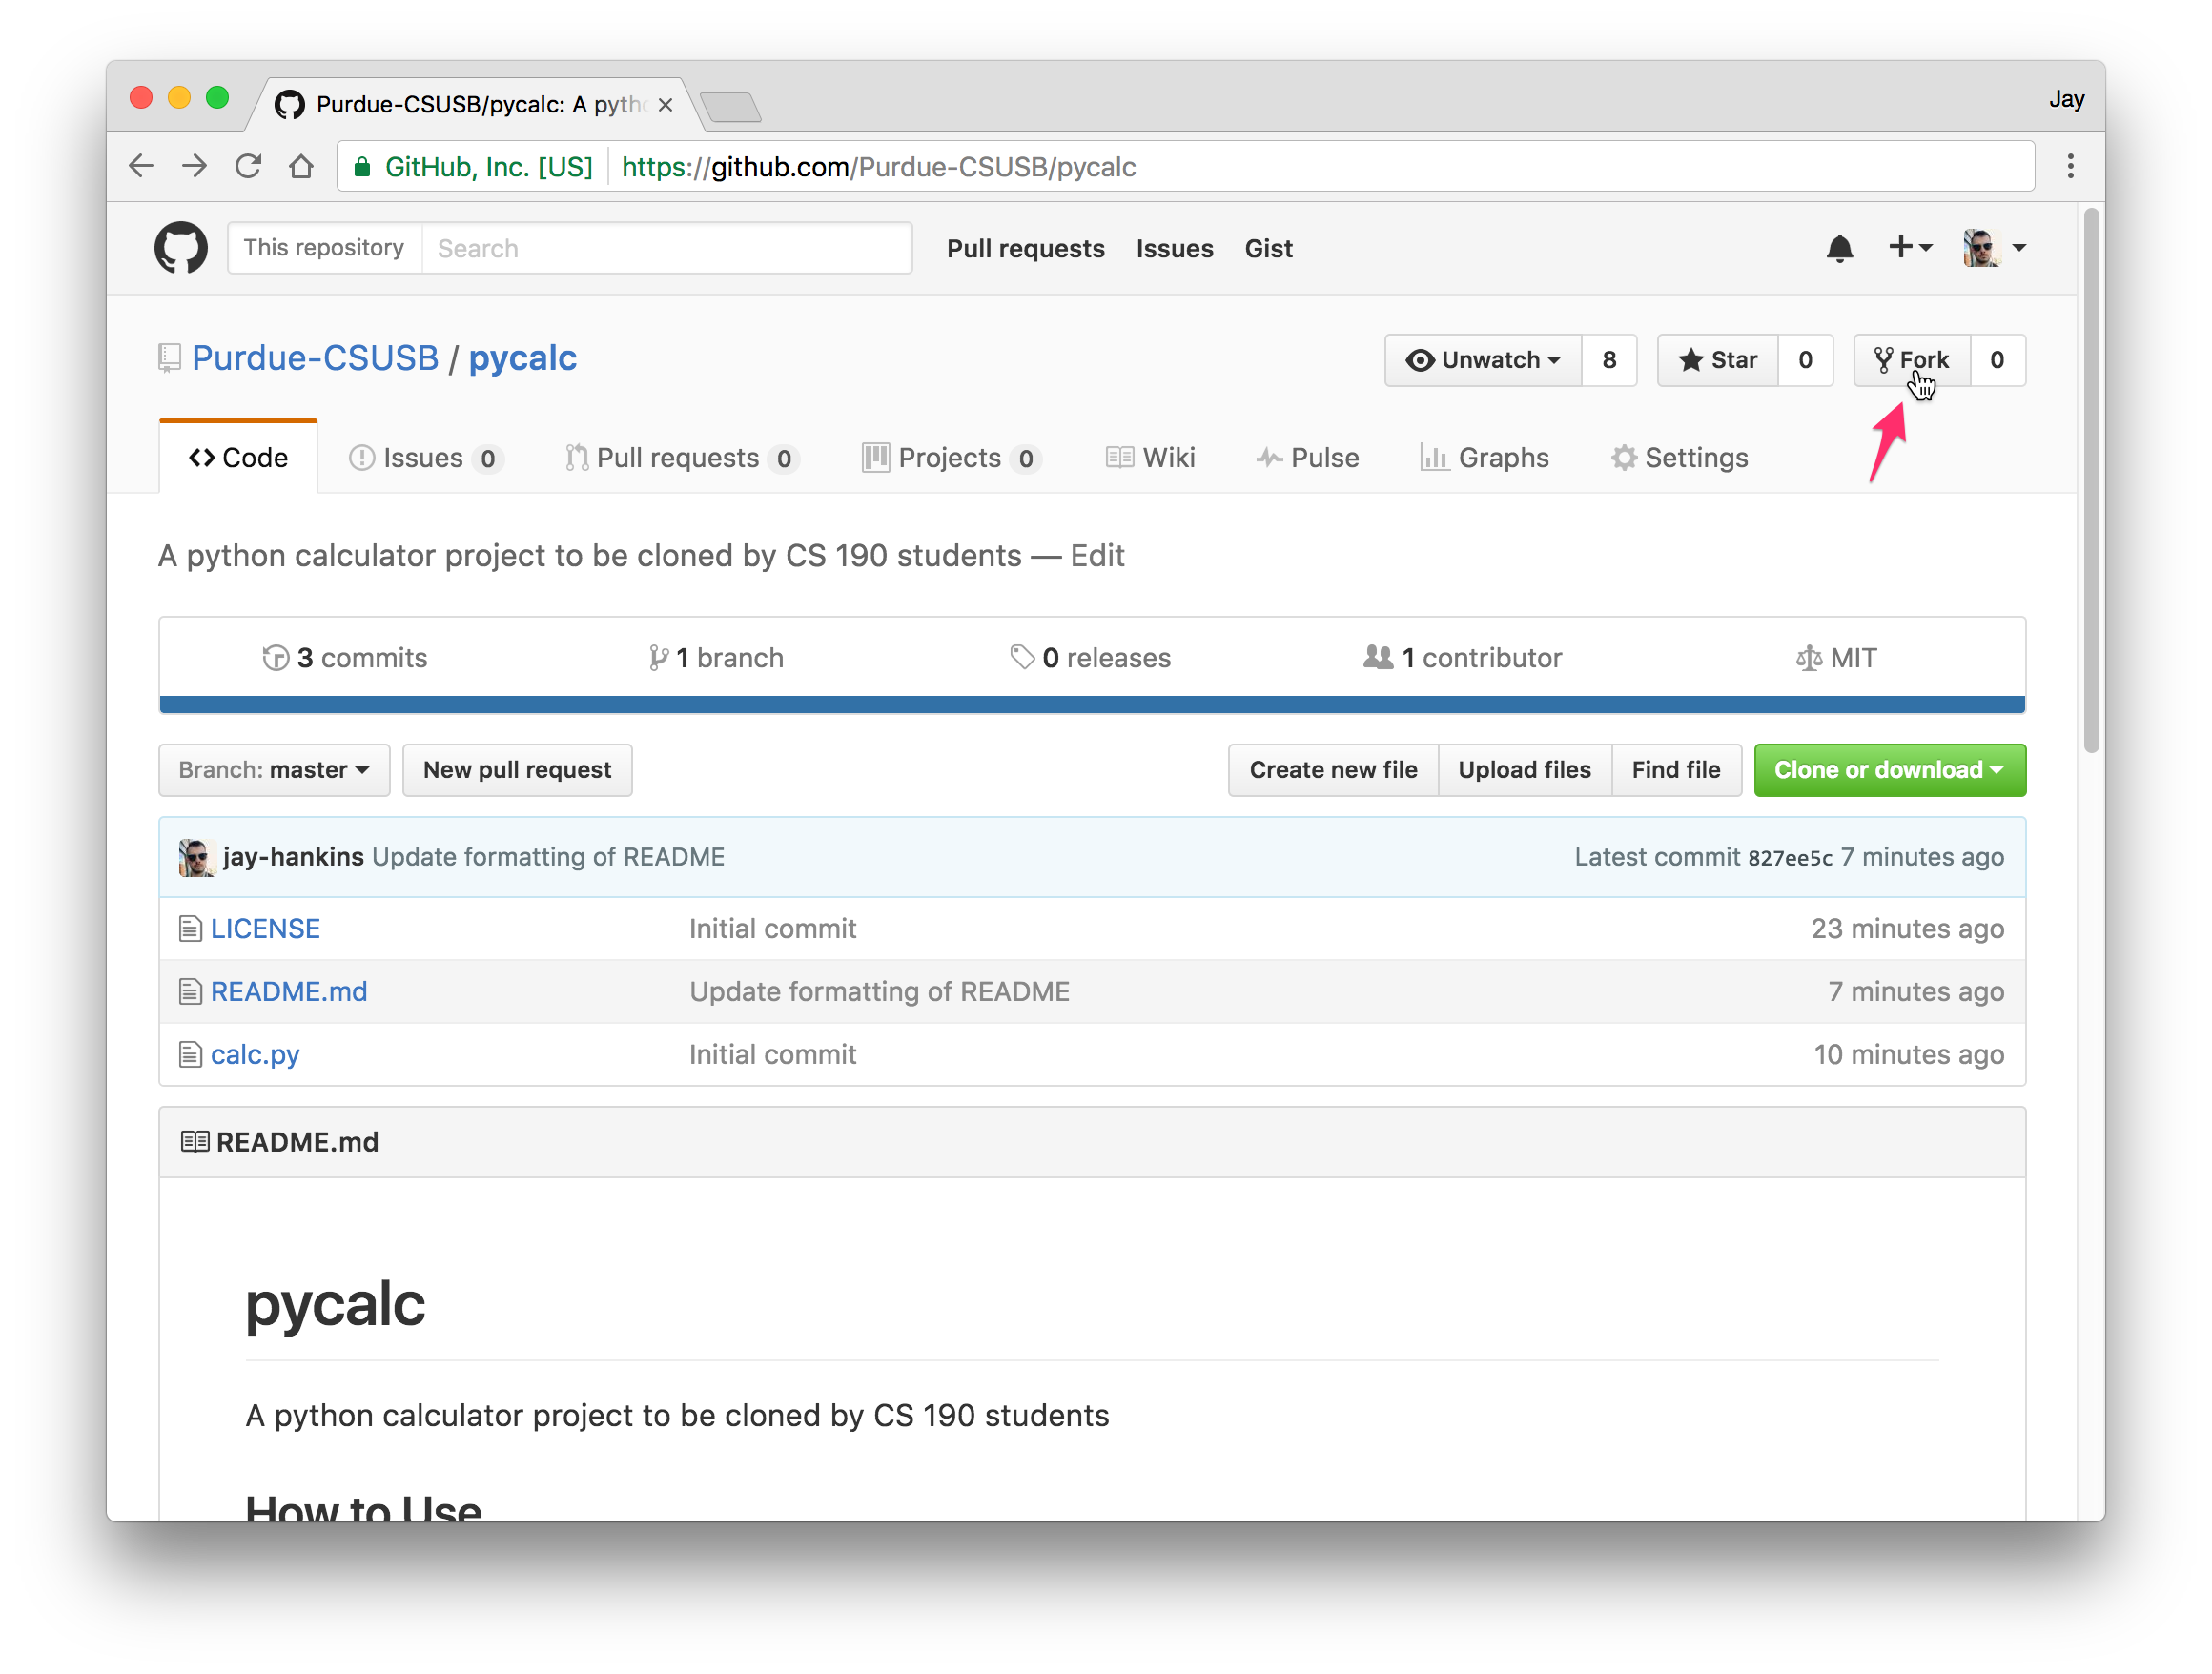 Purdue-CSUSB/pycalc: A pytho
Jay
GitHub, Inc. [US] https://github.com/Purdue-CSUSB/pycalc
This repository Search Pull requests Issues Gist
Purdue-CSUSB / pycalc Unwatch 8 Star 0 Fork 0
Code Issues 0 Pull requests 0 Projects 0 Wiki Pulse Graphs Settings
A python calculator project to be cloned by CS 190 students — Edit
3 commits 1 branch 0 releases 1 contributor MIT
Branch: master New pull request Create new file Upload files Find file Clone or download
jay-hankins Update formatting of README Latest commit 827ee5c 7 minutes ago
LICENSE Initial commit 23 minutes ago
README.md Update formatting of README 7 minutes ago
calc.py Initial commit 10 minutes ago
README.md
pycalc
A python calculator project to be cloned by CS 190 students
How to Use